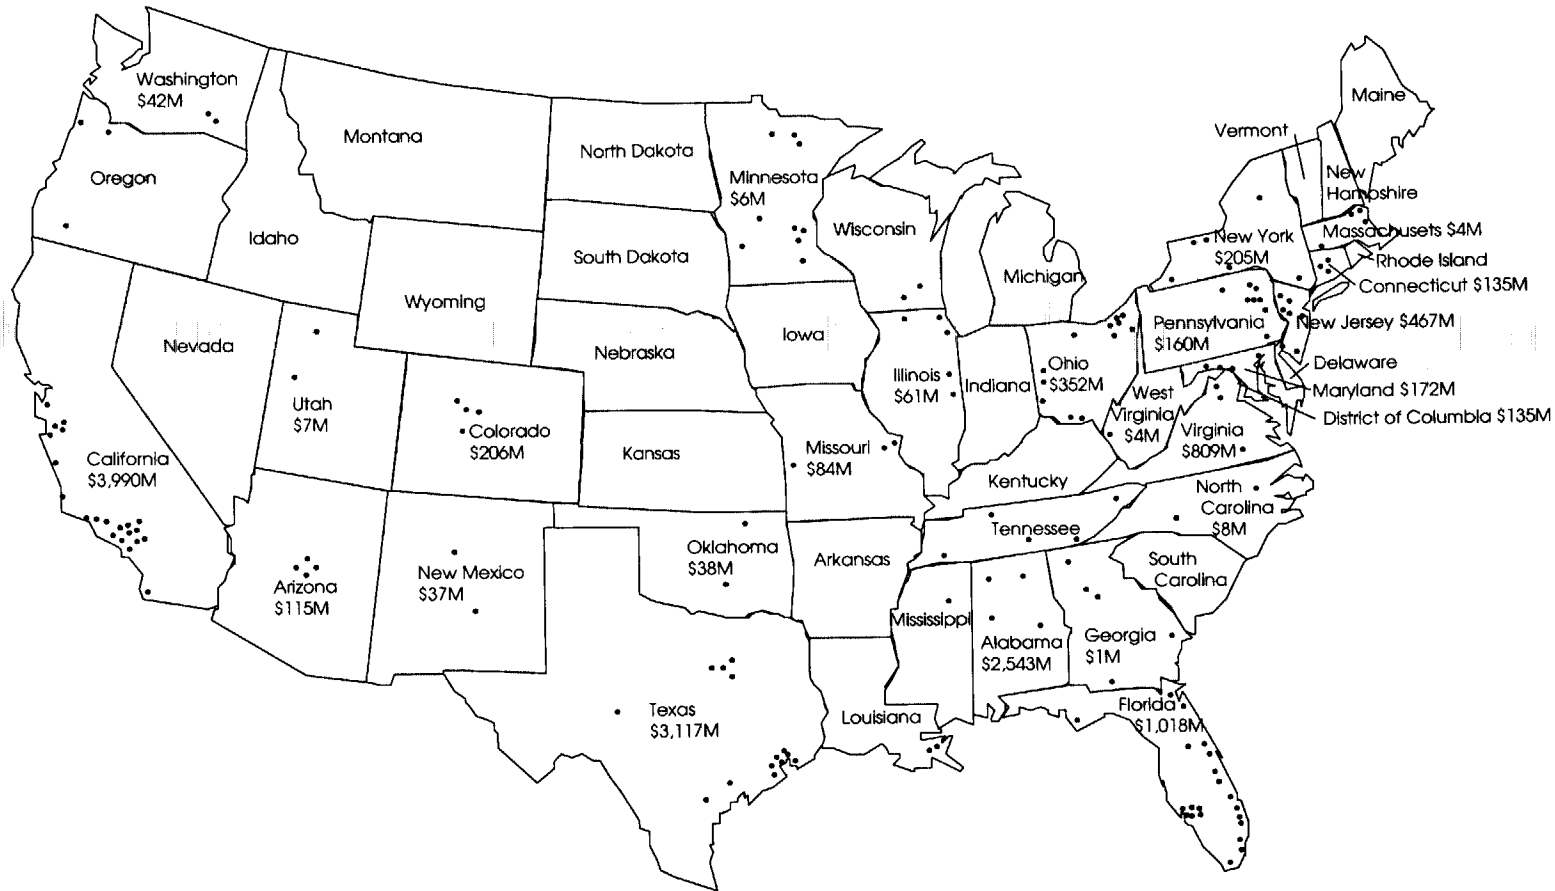 Washington
$42M
Montana
North Dakota
Minnesota
$6M
Oregon
Idaho
Wyoming
South Dakota
Wisconsin
Michigan
Maine
Vermont
New
Hampshire
Massachusets $4M
New York
$205M
Rhode Island
Connecticut $135M
Nevada
Utah
$7M
Colorado
$206M
Nebraska
Iowa
Illinois
$61M
Indiana
Ohio
$352M
Pennsylvania
$160M
New Jersey $467M
Delaware
Maryland $172M
District of Columbia $135M
West
Virginia
$4M
Virginia
$809M
California
$3,990M
Kansas
Missouri
$84M
Kentucky
North
Carolina
$8M
Tennessee
South
Carolina
Arizona
$115M
New Mexico
$37M
Oklahoma
$38M
Arkansas
Mississippi
Alabama
$2,543M
Georgia
$1M
Texas
$3,117M
Louisiana
Florida
$1,018M